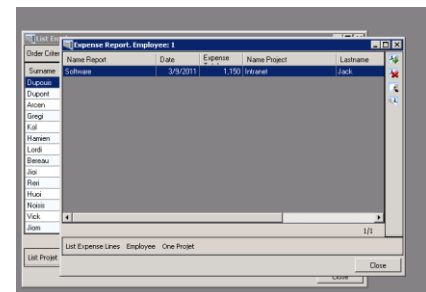 List Em
Expense Report. Employee: 1
Order Criter
Name Report Date Expense Name Project Lastname
Software 3/9/2011 1,150 Intranet Jack
Surname
Dupouis
Dupont
Arcen
Gregi
Kal
Hamien
Lordi
Bereau
Jioi
Reri
Huoi
Noisis
Vick
Jiom
1/1
List Expense Lines Employee One Projet
List Projet
Close
Close